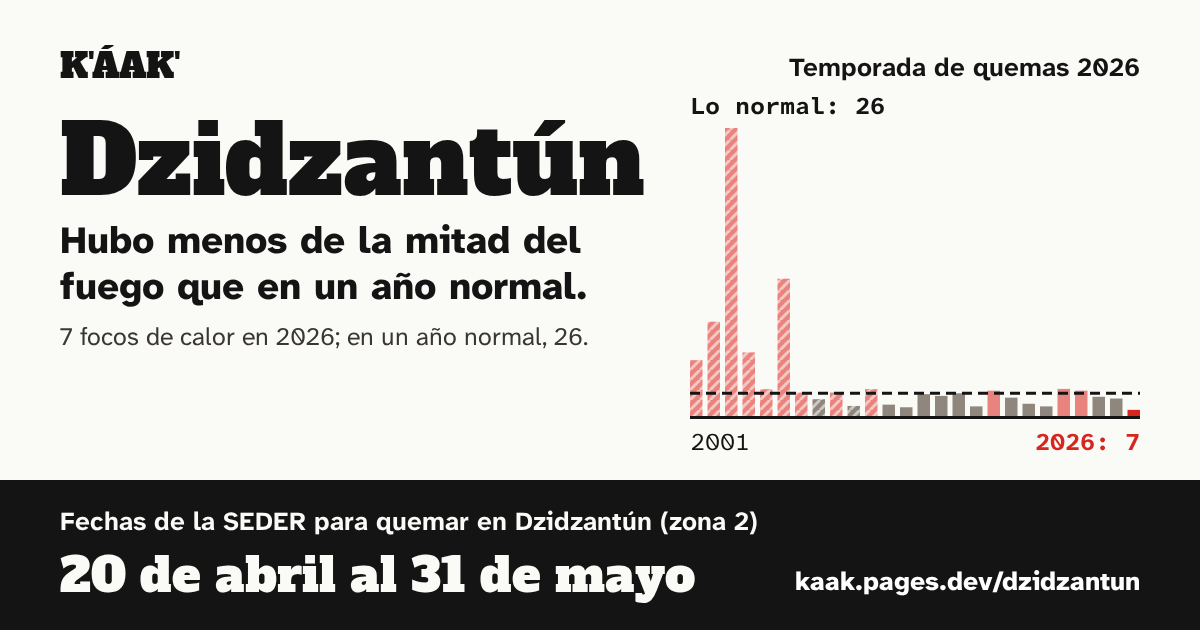 K'ÁAK'
Temporada de quemas 2026
Lo normal: 26
Dzidzantún
Hubo menos de la mitad del
fuego que en un año normal.
7 focos de calor en 2026; en un año normal, 26.
2001
2026: 7
Fechas de la SEDER para quemar en Dzidzantún (zona 2)
20 de abril al 31 de mayo
kaak.pages.dev/dzidzantun